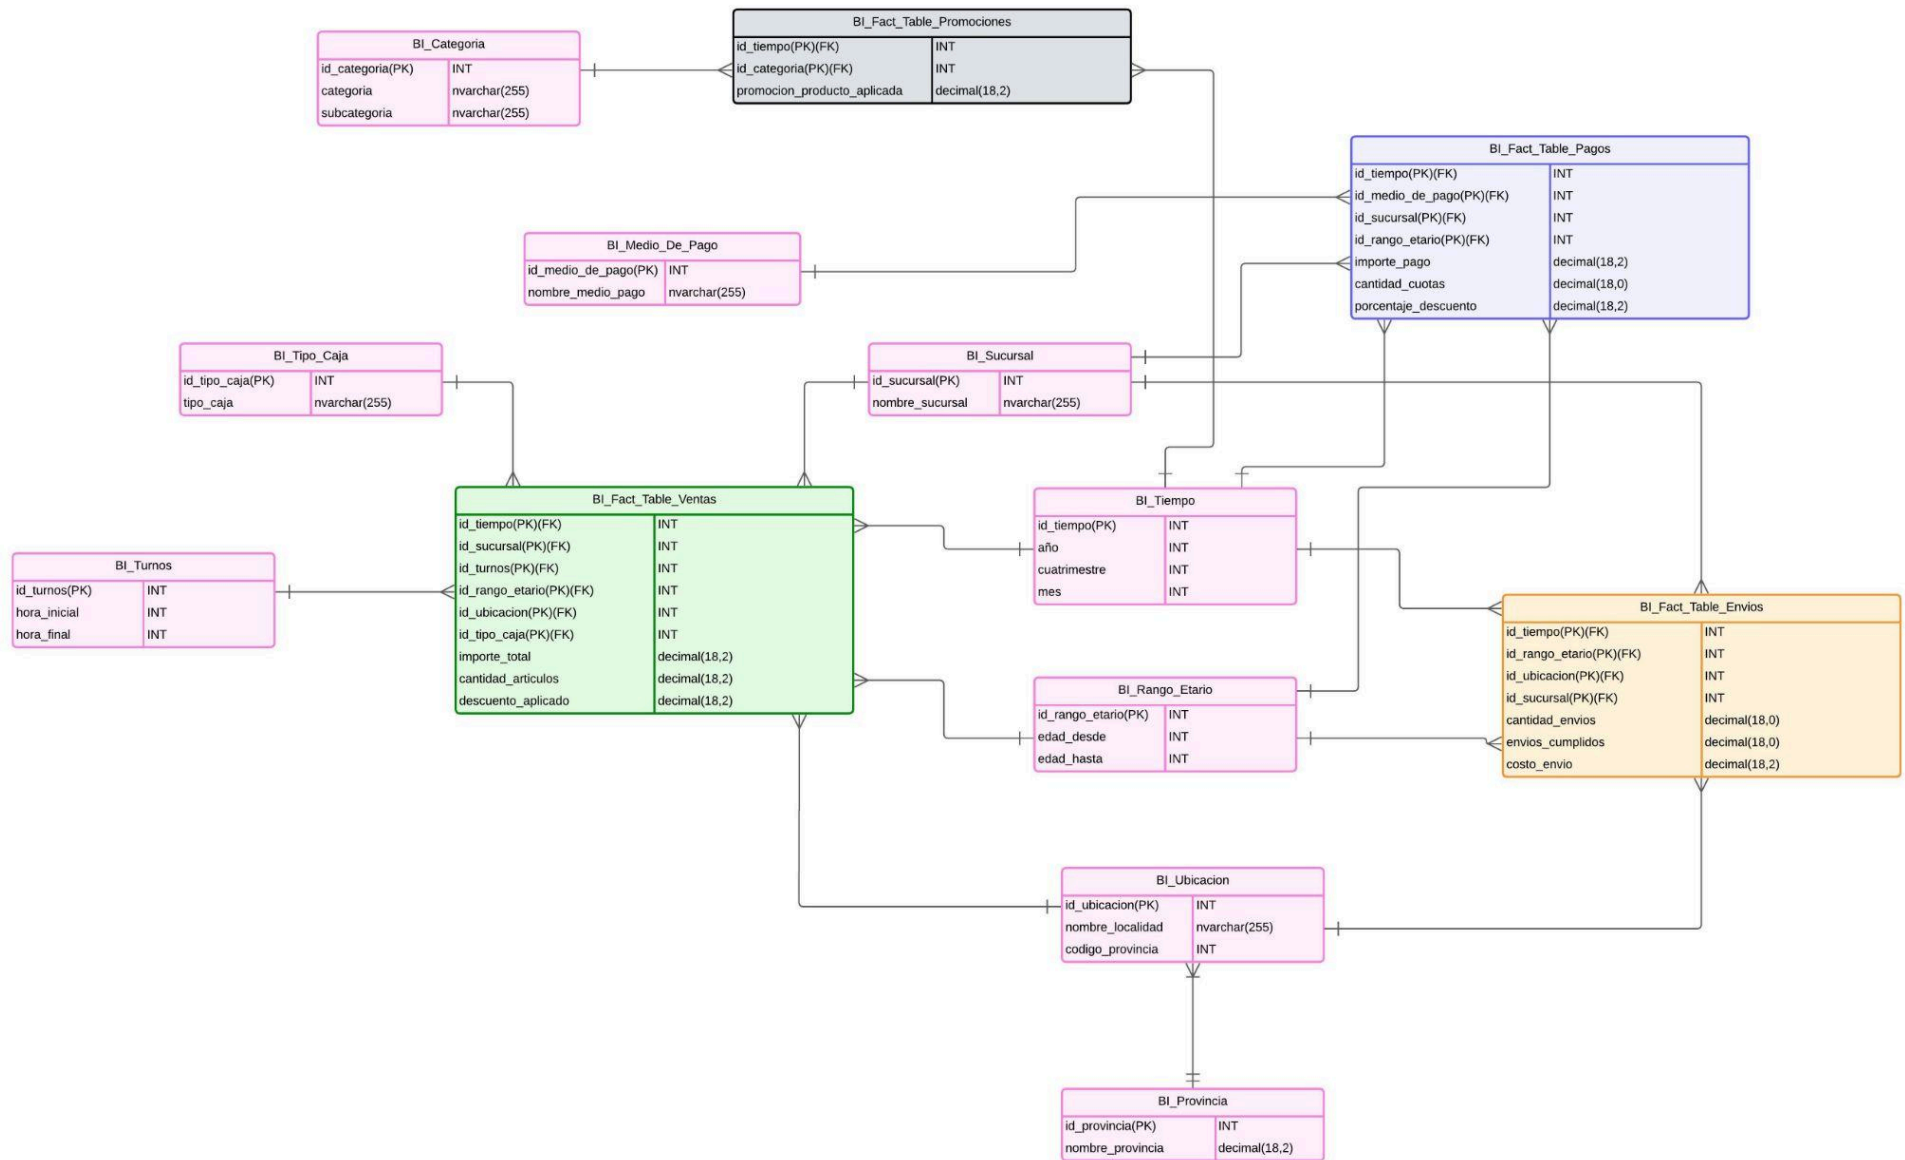 BI_Fact_Table_Promociones
id_tiempo(PK)(FK) INT
id_categoria(PK)(FK) INT
promocion_producto_aplicada decimal(18,2)
BI_Categoria
id_categoria(PK) INT
categoria nvarchar(255)
subcategoria nvarchar(255)
BI_Fact_Table_Pagos
id_tiempo(PK)(FK) INT
id_medio_de_pago(PK)(FK) INT
id_sucursal(PK)(FK) INT
id_rango_etario(PK)(FK) INT
importe_pago decimal(18,2)
cantidad_cuotas decimal(18,0)
porcentaje_descuento decimal(18,2)
BI_Medio_De_Pago
id_medio_de_pago(PK) INT
nombre_medio_pago nvarchar(255)
BI_Tipo_Caja
id_tipo_caja(PK) INT
tipo_caja nvarchar(255)
BI_Sucursal
id_sucursal(PK) INT
nombre_sucursal nvarchar(255)
BI_Fact_Table_Ventas
id_tiempo(PK)(FK) INT
id_sucursal(PK)(FK) INT
id_turnos(PK)(FK) INT
id_rango_etario(PK)(FK) INT
id_ubicacion(PK)(FK) INT
id_tipo_caja(PK)(FK) INT
importe_total decimal(18,2)
cantidad_articulos decimal(18,2)
descuento_aplicado decimal(18,2)
BI_Tiempo
id_tiempo(PK) INT
año INT
cuatrimestre INT
mes INT
BI_Turnos
id_turnos(PK) INT
hora_inicial INT
hora_final INT
BI_Fact_Table_Envios
id_tiempo(PK)(FK) INT
id_rango_etario(PK)(FK) INT
id_ubicacion(PK)(FK) INT
id_sucursal(PK)(FK) INT
cantidad_envios decimal(18,0)
envios_cumplidos decimal(18,0)
costo_envio decimal(18,2)
BI_Rango_Etario
id_rango_etario(PK) INT
edad_desde INT
edad_hasta INT
BI_Ubicacion
id_ubicacion(PK) INT
nombre_localidad nvarchar(255)
codigo_provincia INT
BI_Provincia
id_provincia(PK) INT
nombre_provincia decimal(18,2)